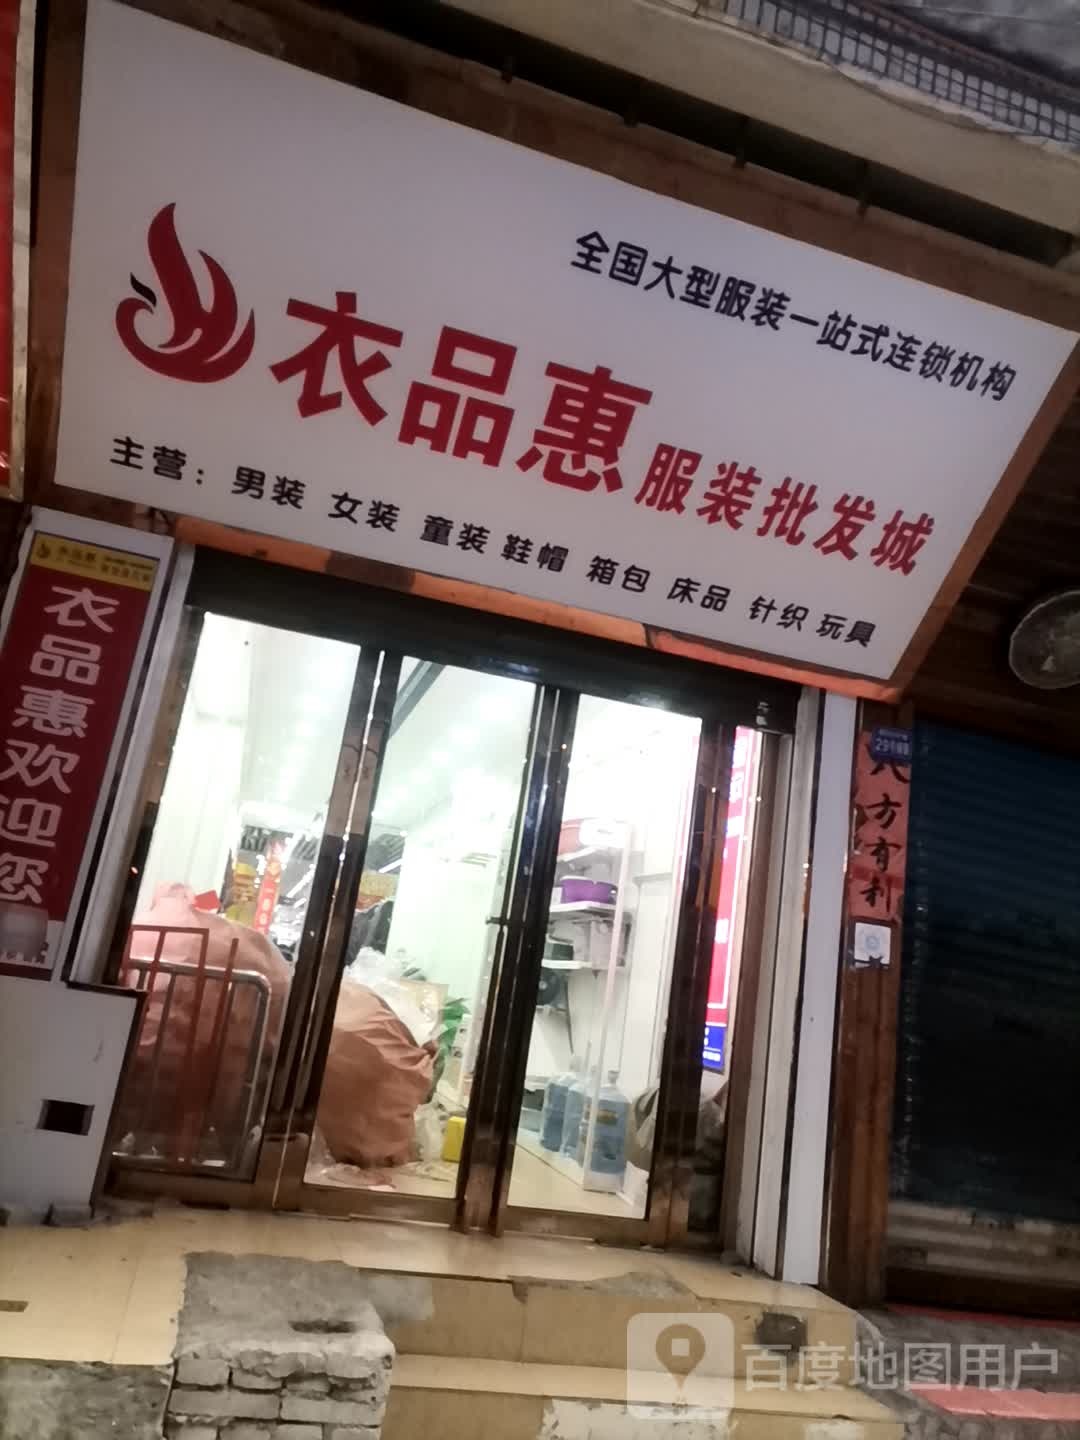 全国大型服装一站式连锁机构
衣品惠 服装批发城
主营：男装 女装 童装 鞋帽 箱包 床品 针织 玩具
衣品惠欢迎您
八方有利
百度地图用户